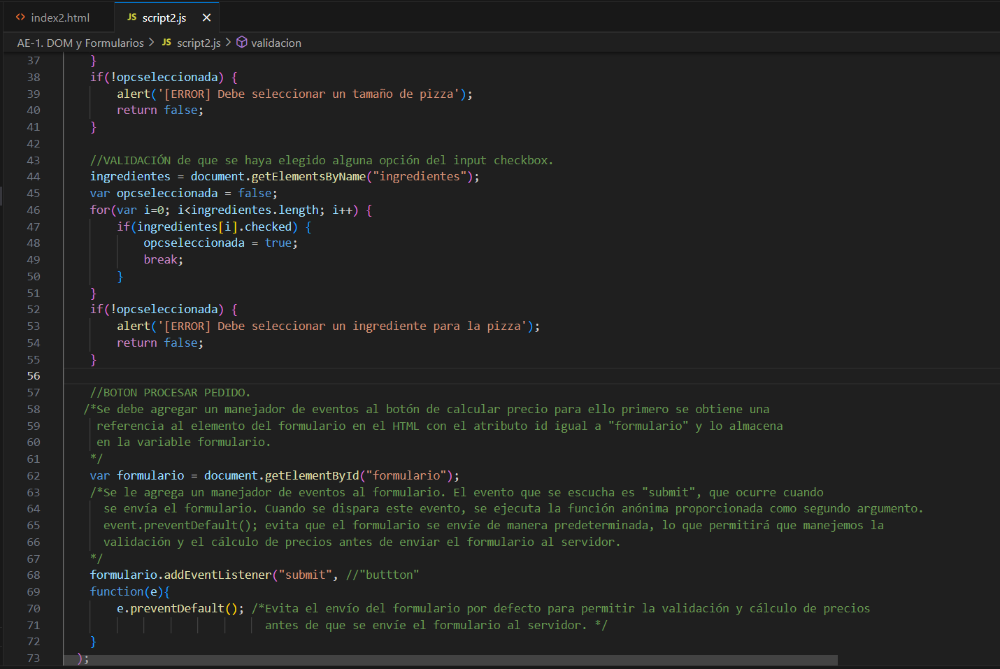 <> index2.html
JS script2.js ×
AE-1. DOM y Formularios > JS script2.js > validacion
37 }
38 if(!opcseleccionada) {
39 alert('[ERROR] Debe seleccionar un tamaño de pizza');
40 return false;
41 }
42
43 //VALIDACIÓN de que se haya elegido alguna opción del input checkbox.
44 ingredientes = document.getElementsByName("ingredientes");
45 var opcseleccionada = false;
46 for(var i=0; i<ingredientes.length; i++) {
47 if(ingredientes[i].checked) {
48 opcseleccionada = true;
49 break;
50 }
51 }
52 if(!opcseleccionada) {
53 alert('[ERROR] Debe seleccionar un ingrediente para la pizza');
54 return false;
55 }
56
57 //BOTON PROCESAR PEDIDO.
58 /*Se debe agregar un manejador de eventos al botón de calcular precio para ello primero se obtiene una
59 referencia al elemento del formulario en el HTML con el atributo id igual a "formulario" y lo almacena
60 en la variable formulario.
61 */
62 var formulario = document.getElementById("formulario");
63 /*Se le agrega un manejador de eventos al formulario. El evento que se escucha es "submit", que ocurre cuando
64 se envía el formulario. Cuando se dispara este evento, se ejecuta la función anónima proporcionada como segundo argumento.
65 event.preventDefault(); evita que el formulario se envíe de manera predeterminada, lo que permitirá que manejemos la
66 validación y el cálculo de precios antes de enviar el formulario al servidor.
67 */
68 formulario.addEventListener("submit", //"buttton"
69 function(e){
70 e.preventDefault(); /*Evita el envío del formulario por defecto para permitir la validación y cálculo de precios
71 antes de que se envíe el formulario al servidor. */
72 }
73 );